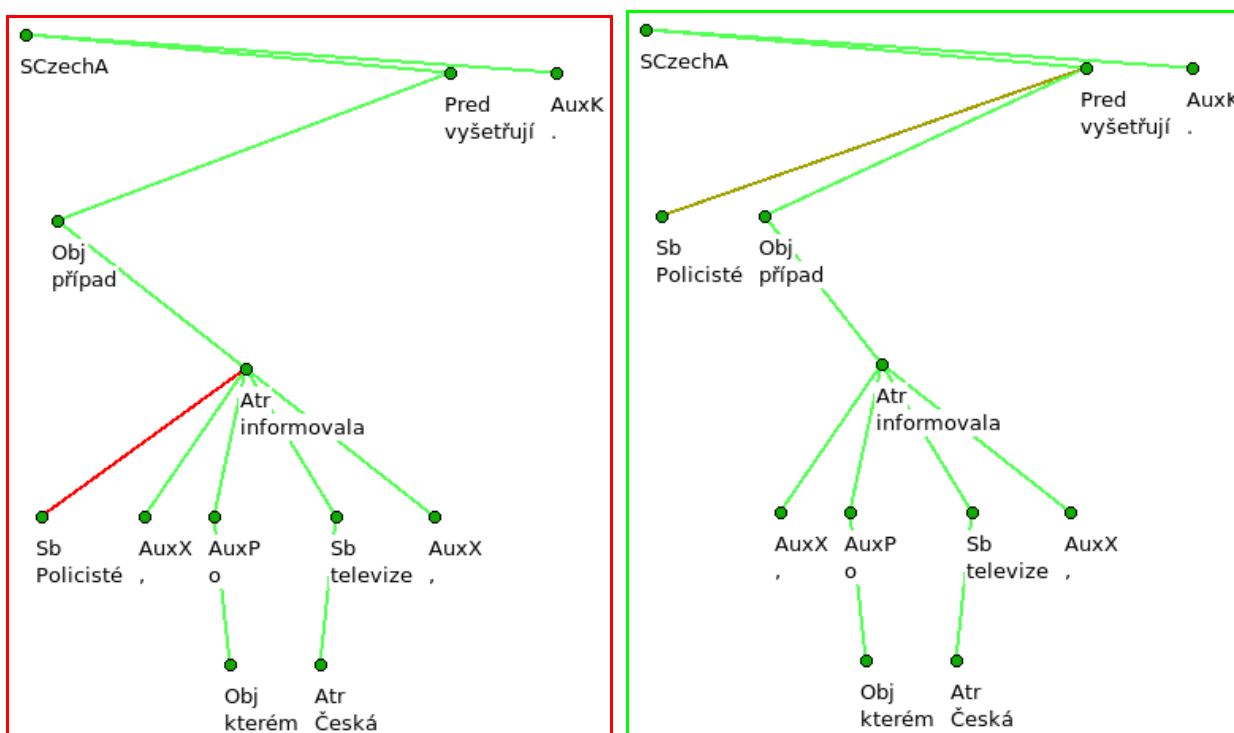 SCzechA
Pred AuxK
vyšetřují .
Obj
případ
Atr
informovala
Sb AuxX AuxP Sb AuxX
Policisté , o televize ,
Obj Atr
kterém Česká
SCzechA
Pred AuxK
vyšetřují .
Sb Obj
Policisté případ
Atr
informovala
AuxX AuxP Sb AuxX
, o televize ,
Obj Atr
kterém Česká